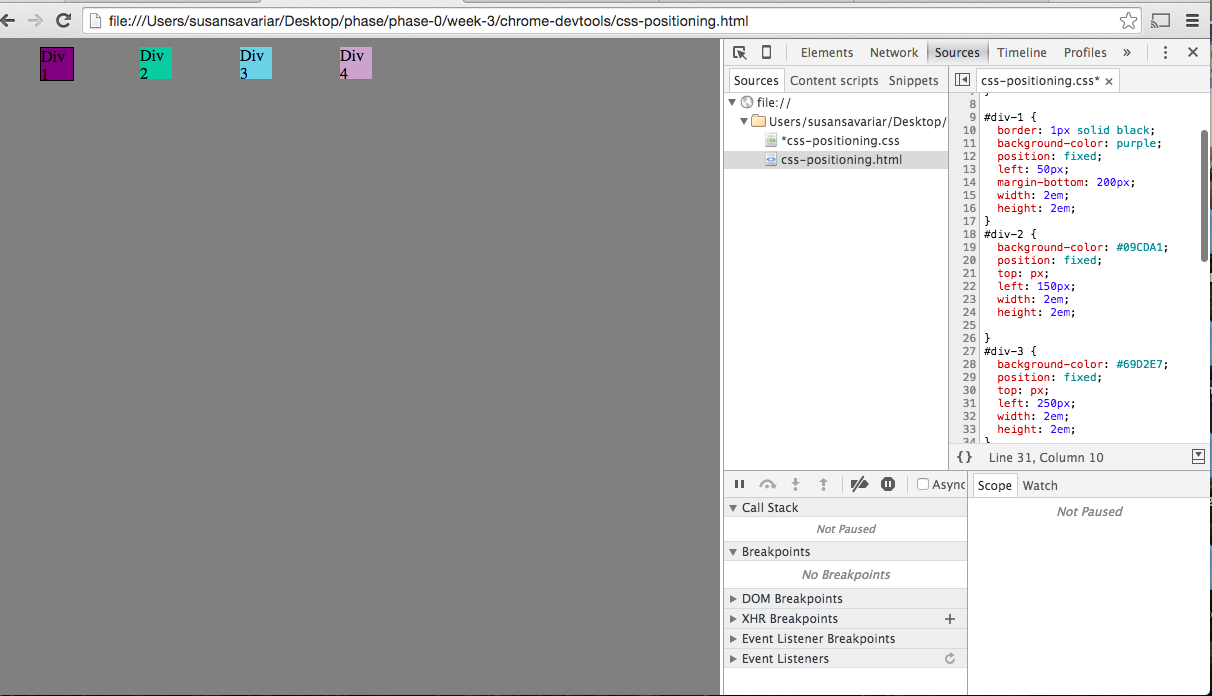 file:///Users/susansavariar/Desktop/phase/phase-0/week-3/chrome-devtools/css-positioning.html
Div 1
Div 2
Div 3
Div 4
Elements Network Sources Timeline Profiles »
Sources Content scripts Snippets
file://
Users/susansavariar/Desktop/
*css-positioning.css
css-positioning.html
css-positioning.css* ×
}
8
9 #div-1 {
10 border: 1px solid black;
11 background-color: purple;
12 position: fixed;
13 left: 50px;
14 margin-bottom: 200px;
15 width: 2em;
16 height: 2em;
17 }
18 #div-2 {
19 background-color: #09CDA1;
20 position: fixed;
21 top: px;
22 left: 150px;
23 width: 2em;
24 height: 2em;
25
26 }
27 #div-3 {
28 background-color: #69D2E7;
29 position: fixed;
30 top: px;
31 left: 250px;
32 width: 2em;
33 height: 2em;
34 }
{} Line 31, Column 10
Async
Call Stack
Not Paused
Breakpoints
No Breakpoints
DOM Breakpoints
XHR Breakpoints +
Event Listener Breakpoints
Event Listeners
Scope Watch
Not Paused